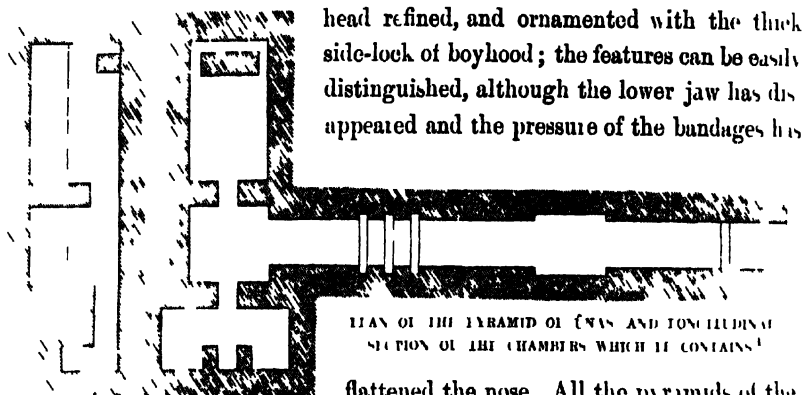 head refined, and ornamented with the thick
side-lock of boyhood; the features can be easily
distinguished, although the lower jaw has dis
appeared and the pressure of the bandages has
PLAN OF THE PYRAMID OF UNAS AND LONGITUDINAL
SECTION OF THE CHAMBERS WHICH IT CONTAINS
flattened the nose. All the pyramids of the